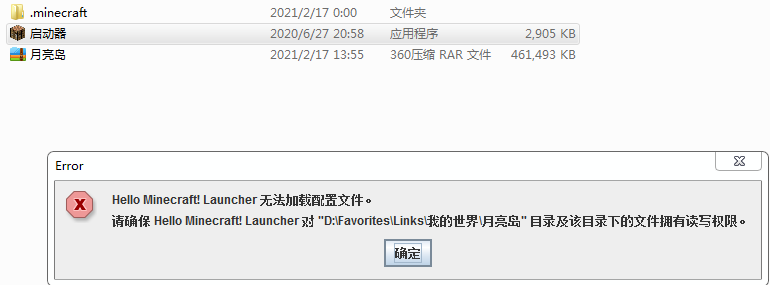 .minecraft 2021/2/17 0:00 文件夹
启动器 2020/6/27 20:58 应用程序 2,905 KB
月亮岛 2021/2/17 13:55 360压缩 RAR 文件 461,493 KB
Error
Hello Minecraft! Launcher 无法加载配置文件。
请确保 Hello Minecraft! Launcher 对 "D:\Favorites\Links\我的世界\月亮岛" 目录及该目录下的文件拥有读写权限。
确定